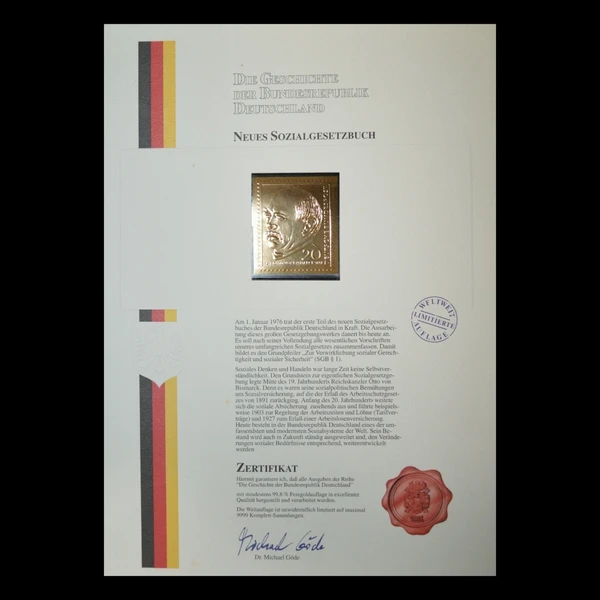 DIE GESCHICHTE
DER BUNDESREPUBLIK
DEUTSCHLAND
NEUES SOZIALGESETZBUCH
20
Am 1. Januar 1976 trat der erste Teil des neuen Sozialgesetz-
buches der Bundesrepublik Deutschland in Kraft. Die Ausarbei-
tung dieses großen Gesetzgebungswerkes dauert bis heute an.
Es soll nach seiner Vollendung alle wesentlichen Vorschriften
unseres umfangreichen Sozialgesetzes zusammenfassen. Damit
bildet es den Grundpfeiler „Zur Verwirklichung sozialer Gerech-
tigkeit und sozialer Sicherheit" (SGB § 1).
Soziales Denken und Handeln war lange Zeit keine Selbstver-
ständlichkeit. Den Grundstein zur eigentlichen Sozialgesetzge-
bung legte Mitte des 19. Jahrhunderts Reichskanzler Otto von
Bismarck. Denn es waren seine sozialpolitischen Bemühungen
um Sozialversicherung, auf die der Erlaß des Arbeitsschutzgeset-
zes von 1891 zurückging. Anfang des 20. Jahrhunderts weitete
sich die soziale Absicherung zusehends aus und führte beispiels-
weise 1903 zur Regelung der Arbeitszeiten und Löhne (Tarifver-
träge) und 1927 zum Erlaß einer Arbeitslosenversicherung.
Heute besteht in der Bundesrepublik Deutschland eines der um-
fassendsten und modernsten Sozialsysteme der Welt. Sein Be-
stand wird auch in Zukunft ständig ausgeweitet und, den Verände-
rungen sozialer Bedürfnisse entsprechend, weiterentwickelt
werden.
WELTWEIT
LIMITIERTE
AUFLAGE
ZERTIFIKAT
Hiermit garantiere ich, daß alle Ausgaben der Reihe
"Die Geschichte der Bundesrepublik Deutschland"
mit mindestens 99,8 % Feingoldauflage in excellenter
Qualität hergestellt und verarbeitet werden.
Die Weltauflage ist unwiderruflich limitiert auf maximal
9999 Komplett-Sammlungen.
Michael Göde
Dr. Michael Göde